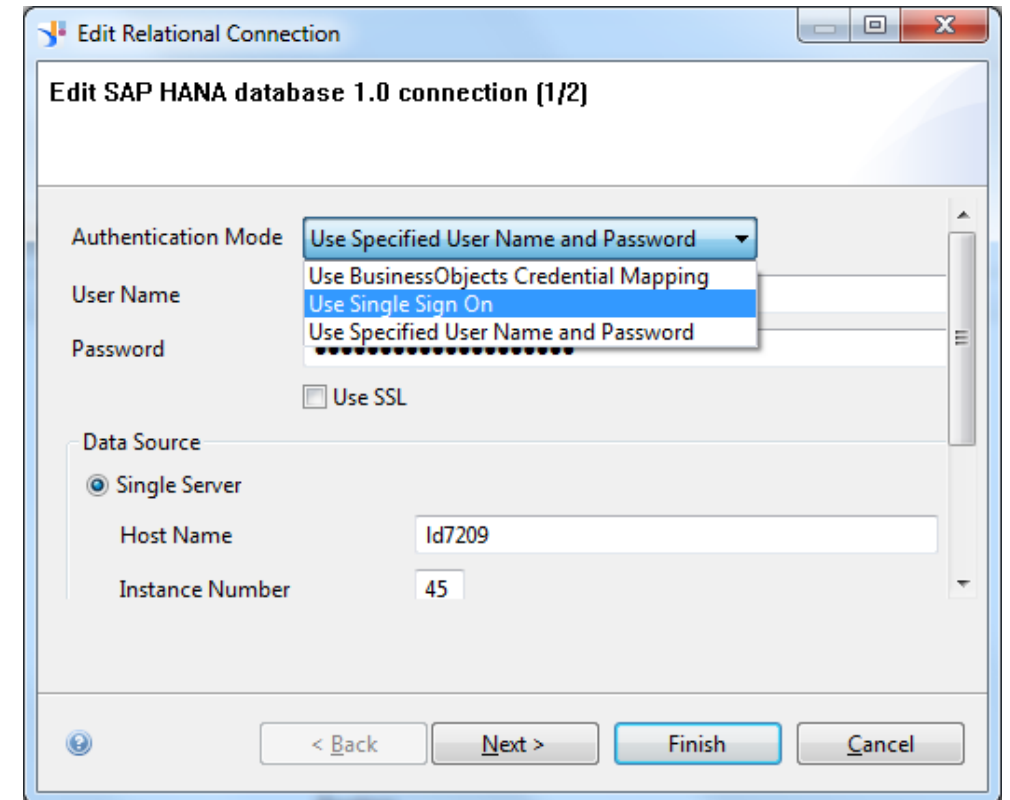 Edit Relational Connection
Edit SAP HANA database 1.0 connection (1/2)
Authentication Mode
Use Specified User Name and Password
Use BusinessObjects Credential Mapping
User Name
Use Single Sign On
Use Specified User Name and Password
Password
Use SSL
Data Source
Single Server
Host Name
ld7209
Instance Number
45
< Back
Next >
Finish
Cancel